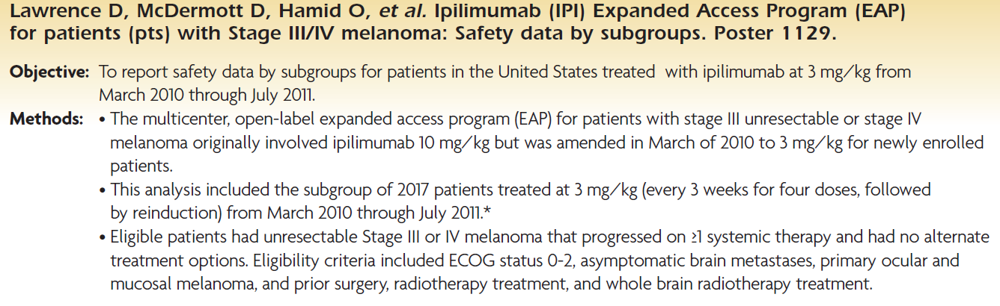 Lawrence D, McDermott D, Hamid O, et al. Ipilimumab (IPI) Expanded Access Program (EAP)
for patients (pts) with Stage III/IV melanoma: Safety data by subgroups. Poster 1129.
Objective: To report safety data by subgroups for patients in the United States treated with ipilimumab at 3 mg/kg from
March 2010 through July 2011.
Methods: • The multicenter, open-label expanded access program (EAP) for patients with stage III unresectable or stage IV
melanoma originally involved ipilimumab 10 mg/kg but was amended in March of 2010 to 3 mg/kg for newly enrolled
patients.
• This analysis included the subgroup of 2017 patients treated at 3 mg/kg (every 3 weeks for four doses, followed
by reinduction) from March 2010 through July 2011.*
• Eligible patients had unresectable Stage III or IV melanoma that progressed on ≥1 systemic therapy and had no alternate
treatment options. Eligibility criteria included ECOG status 0-2, asymptomatic brain metastases, primary ocular and
mucosal melanoma, and prior surgery, radiotherapy treatment, and whole brain radiotherapy treatment.